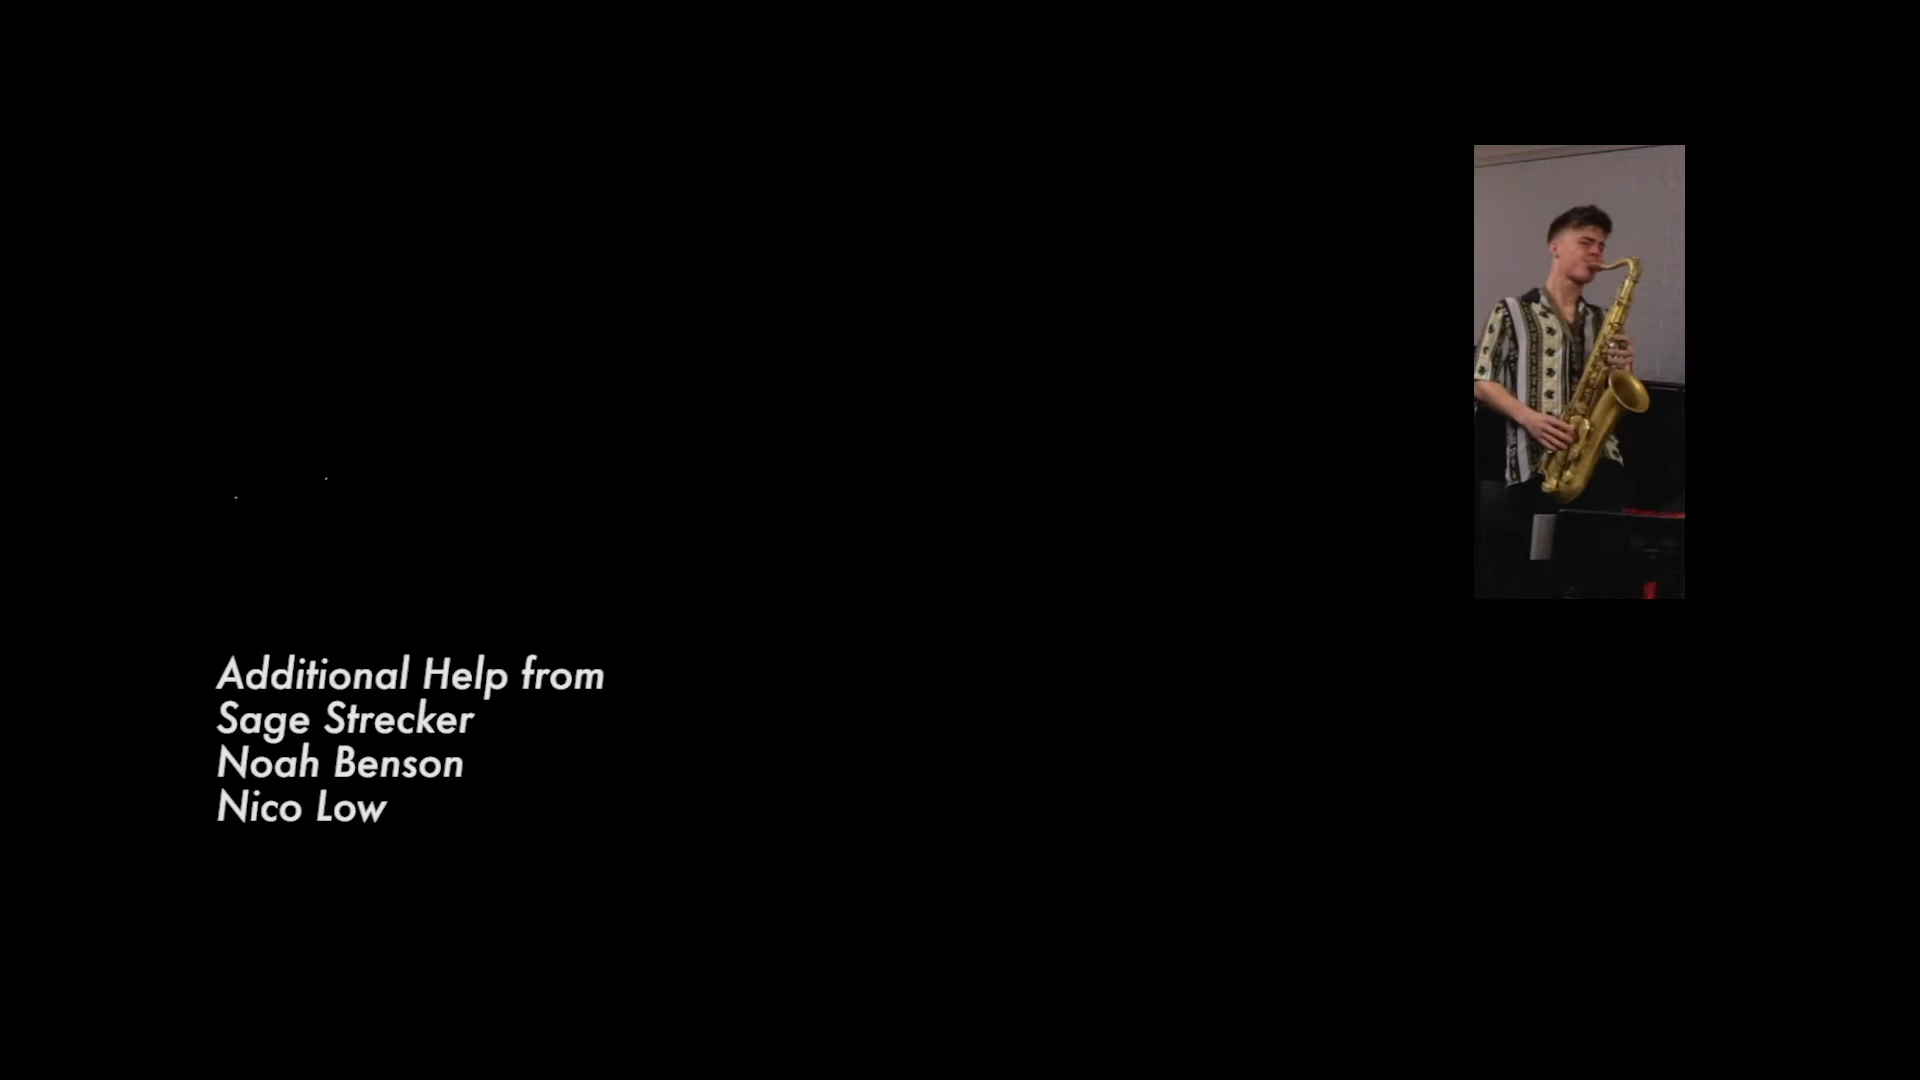 Additional Help from
Sage Strecker
Noah Benson
Nico Low